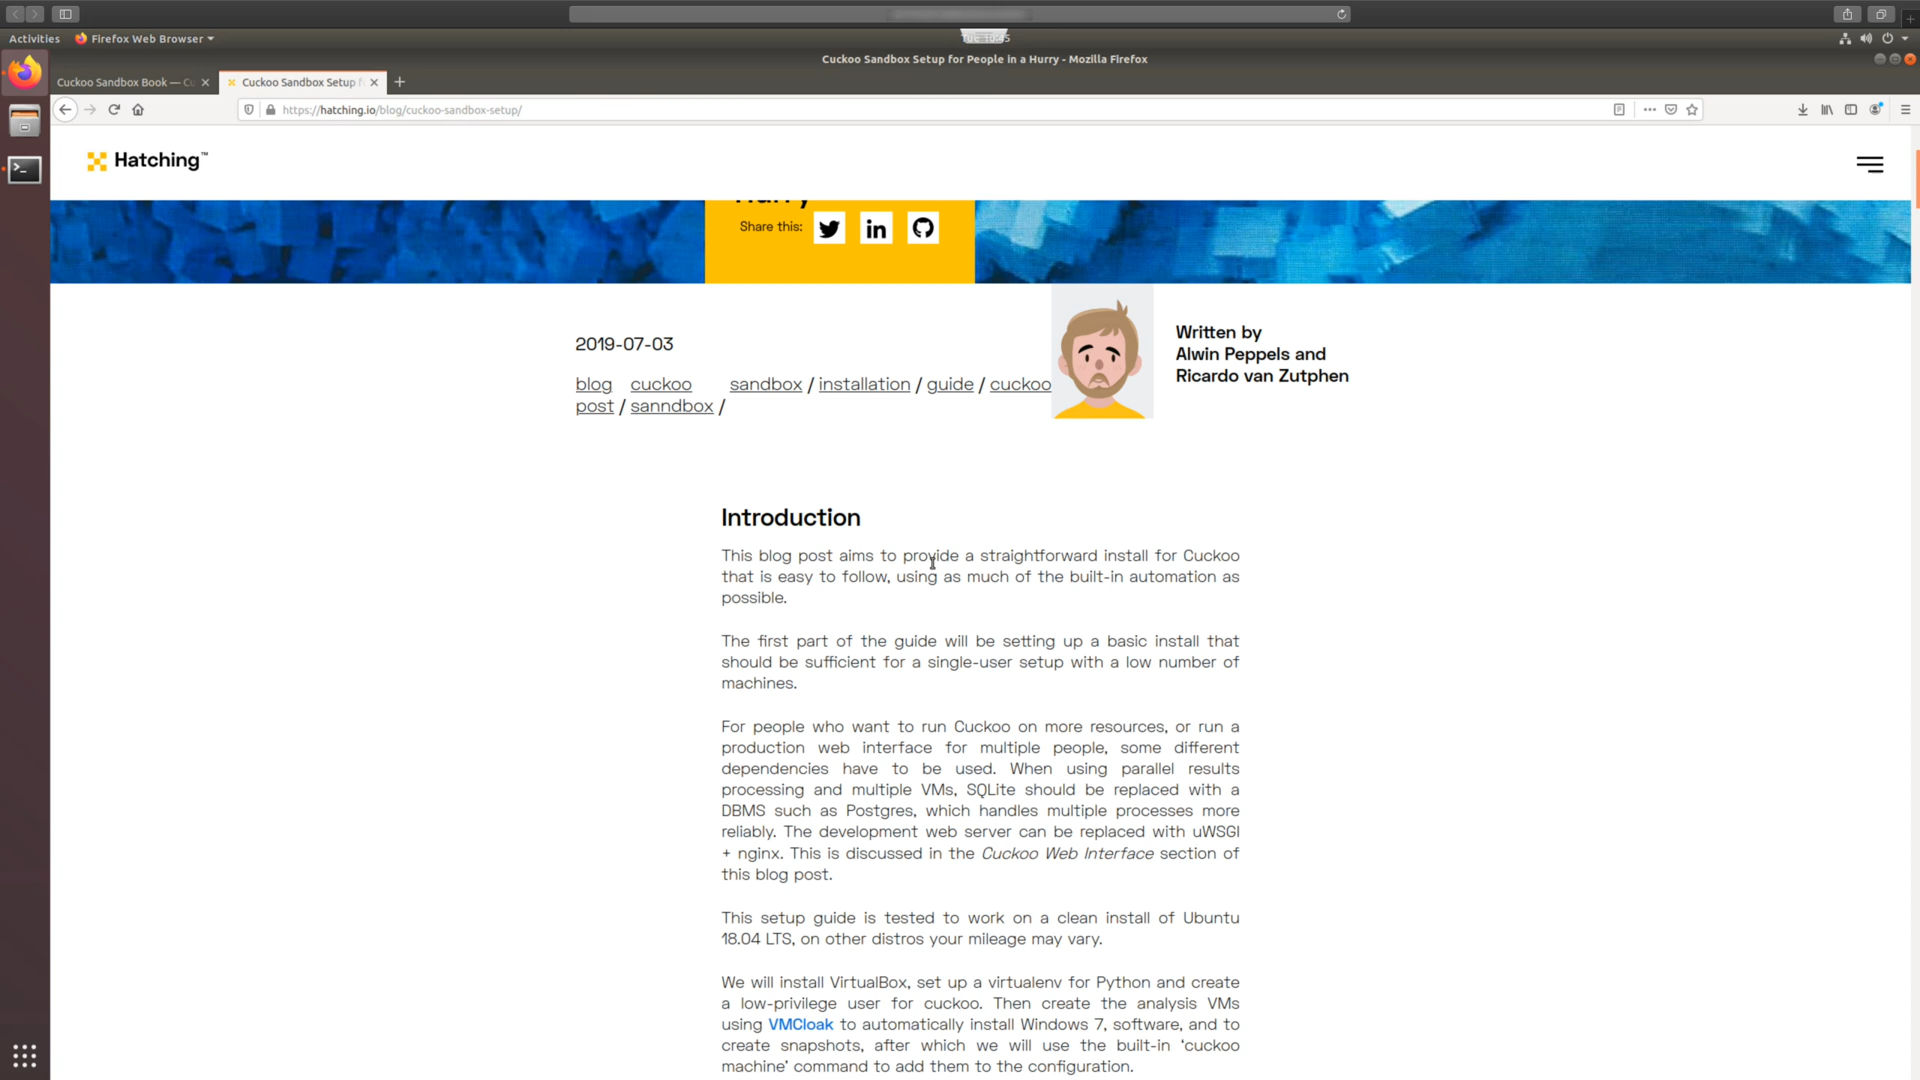 Activities
Firefox Web Browser
Cuckoo Sandbox Setup for People in a Hurry - Mozilla Firefox
Cuckoo Sandbox Book — Cu
Cuckoo Sandbox Setup f
https://hatching.io/blog/cuckoo-sandbox-setup/
Hatching™
Hurry
Share this:
2019-07-03
Written by
Alwin Peppels and
Ricardo van Zutphen
blog cuckoo sandbox / installation / guide / cuckoo
post / sanndbox /
Introduction
This blog post aims to provide a straightforward install for Cuckoo
that is easy to follow, using as much of the built-in automation as
possible.
The first part of the guide will be setting up a basic install that
should be sufficient for a single-user setup with a low number of
machines.
For people who want to run Cuckoo on more resources, or run a
production web interface for multiple people, some different
dependencies have to be used. When using parallel results
processing and multiple VMs, SQLite should be replaced with a
DBMS such as Postgres, which handles multiple processes more
reliably. The development web server can be replaced with uWSGI
+ nginx. This is discussed in the Cuckoo Web Interface section of
this blog post.
This setup guide is tested to work on a clean install of Ubuntu
18.04 LTS, on other distros your mileage may vary.
We will install VirtualBox, set up a virtualenv for Python and create
a low-privilege user for cuckoo. Then create the analysis VMs
using VMCloak to automatically install Windows 7, software, and to
create snapshots, after which we will use the built-in ‘cuckoo
machine’ command to add them to the configuration.